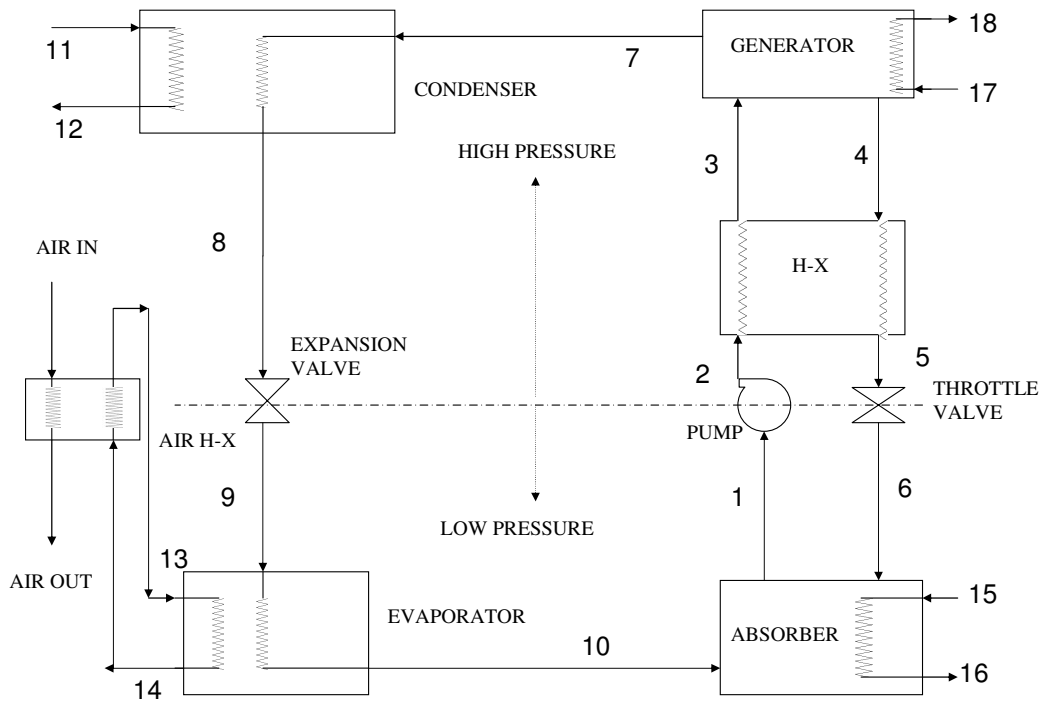 11
12
CONDENSER
7
GENERATOR
18
17
HIGH PRESSURE
3
4
8
AIR IN
H-X
EXPANSION
VALVE
2
5
THROTTLE
VALVE
AIR H-X
PUMP
9
1
6
LOW PRESSURE
AIR OUT
13
EVAPORATOR
10
14
ABSORBER
15
16